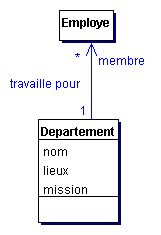 Employe
* membre
travaille pour
1
Departement
nom
lieux
mission